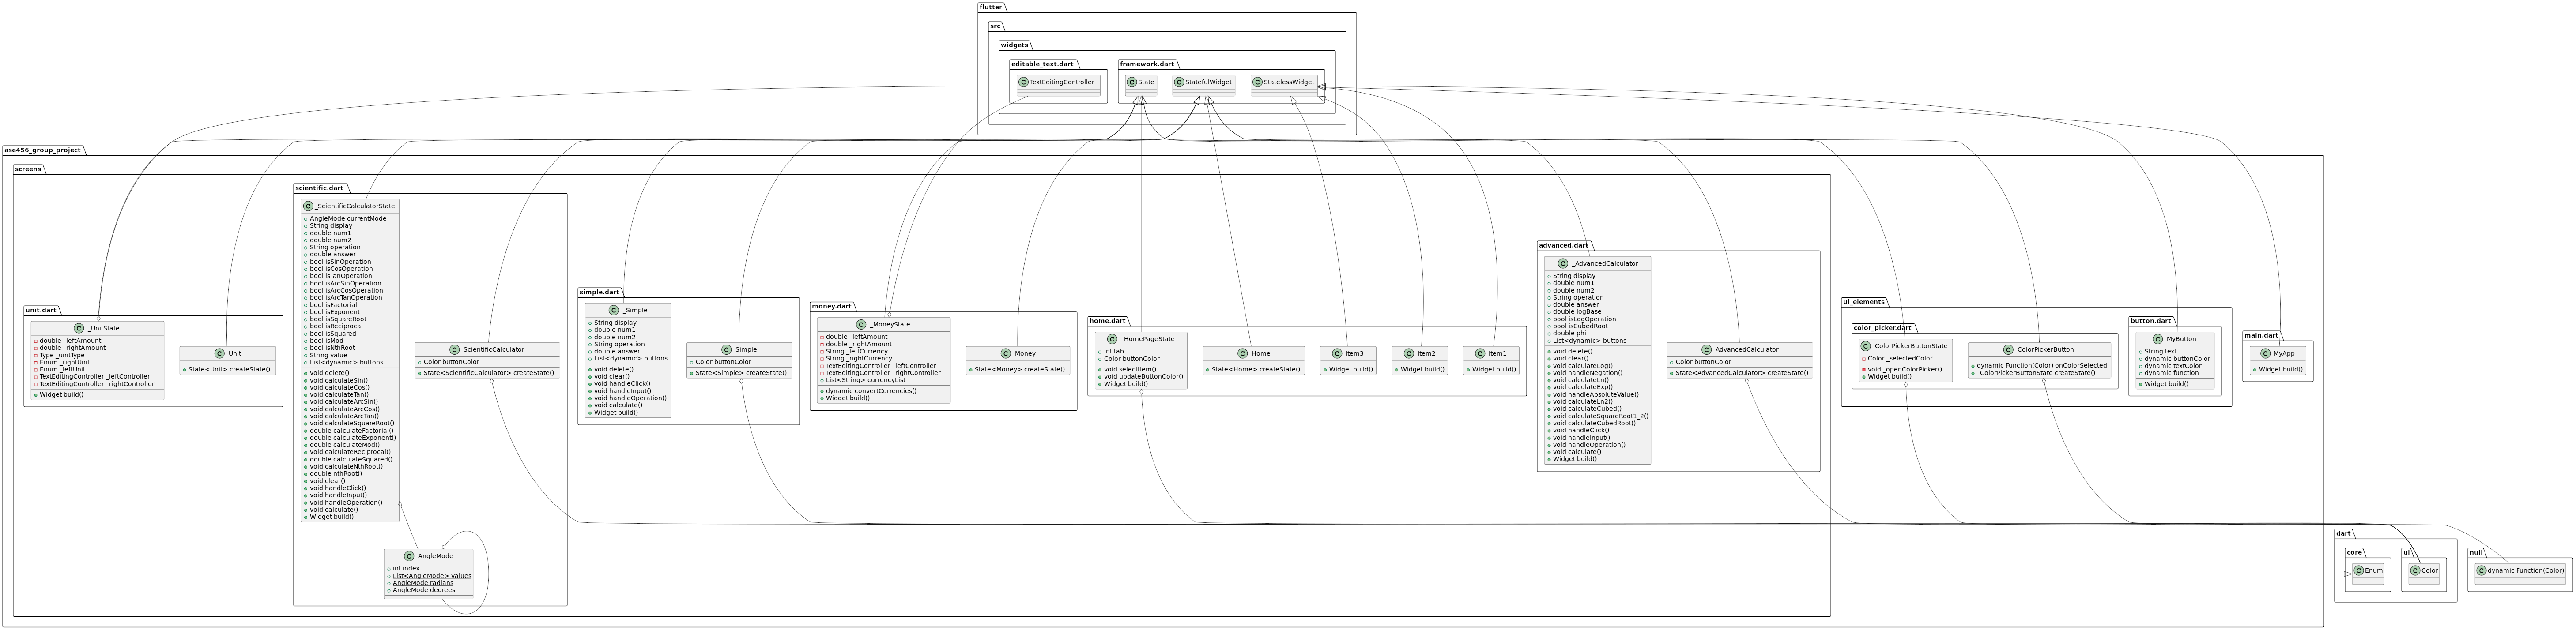 flutter
src
widgets
editable_text.dart
framework.dart
TextEditingController
State
StatefulWidget
StatelessWidget
ase456_group_project
screens
unit.dart
_UnitState
double _leftAmount
double _rightAmount
Type _unitType
Enum _rightUnit
Enum _leftUnit
TextEditingController _leftController
TextEditingController _rightController
Widget build()
Unit
State<Unit> createState()
scientific.dart
_ScientificCalculatorState
AngleMode currentMode
String display
double num1
double num2
String operation
double answer
bool isSinOperation
bool isCosOperation
bool isTanOperation
bool isArcSinOperation
bool isArcCosOperation
bool isArcTanOperation
bool isFactorial
bool isExponent
bool isSquareRoot
bool isReciprocal
bool isSquared
bool isMod
bool isNthRoot
String value
List<dynamic> buttons
void delete()
void calculateSin()
void calculateCos()
void calculateTan()
void calculateArcSin()
void calculateArcCos()
void calculateArcTan()
void calculateSquareRoot()
double calculateFactorial()
double calculateExponent()
double calculateMod()
void calculateReciprocal()
double calculateSquared()
void calculateNthRoot()
double nthRoot()
void clear()
void handleClick()
void handleInput()
void handleOperation()
void calculate()
Widget build()
ScientificCalculator
Color buttonColor
State<ScientificCalculator> createState()
AngleMode
int index
List<AngleMode> values
AngleMode radians
AngleMode degrees
simple.dart
_Simple
String display
double num1
double num2
String operation
double answer
List<dynamic> buttons
void delete()
void clear()
void handleClick()
void handleInput()
void handleOperation()
void calculate()
Widget build()
Simple
Color buttonColor
State<Simple> createState()
money.dart
_MoneyState
double _leftAmount
double _rightAmount
String _leftCurrency
String _rightCurrency
TextEditingController _leftController
TextEditingController _rightController
List<String> currencyList
dynamic convertCurrencies()
Widget build()
Money
State<Money> createState()
home.dart
_HomePageState
int tab
Color buttonColor
void selectItem()
void updateButtonColor()
Widget build()
Home
State<Home> createState()
Item3
Widget build()
Item2
Widget build()
Item1
Widget build()
advanced.dart
_AdvancedCalculator
String display
double num1
double num2
String operation
double answer
double logBase
bool isLogOperation
bool isCubedRoot
double phi
List<dynamic> buttons
void delete()
void clear()
void calculateLog()
void handleNegation()
void calculateLn()
void calculateExp()
void handleAbsoluteValue()
void calculateLn2()
void calculateCubed()
void calculateSquareRoot1_2()
void calculateCubedRoot()
void handleClick()
void handleInput()
void handleOperation()
void calculate()
Widget build()
AdvancedCalculator
Color buttonColor
State<AdvancedCalculator> createState()
ui_elements
color_picker.dart
_ColorPickerButtonState
Color _selectedColor
void _openColorPicker()
Widget build()
ColorPickerButton
dynamic Function(Color) onColorSelected
_ColorPickerButtonState createState()
button.dart
MyButton
String text
dynamic buttonColor
dynamic textColor
dynamic function
Widget build()
main.dart
MyApp
Widget build()
dart
core
Enum
ui
Color
null
dynamic Function(Color)